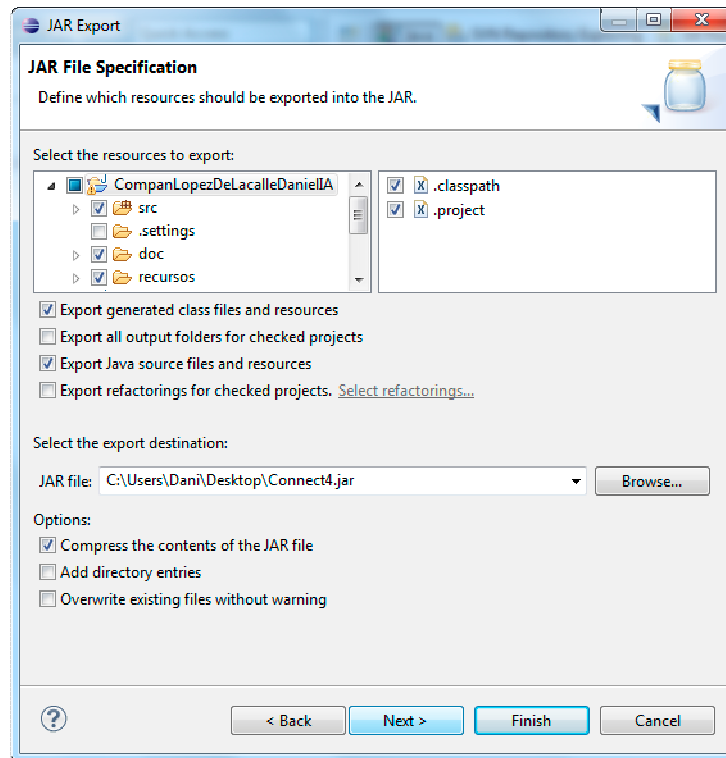 JAR Export
JAR File Specification
Define which resources should be exported into the JAR.
Select the resources to export:
CompanLopezDeLacalleDanielIA
src
.settings
doc
recursos
.classpath
.project
Export generated class files and resources
Export all output folders for checked projects
Export Java source files and resources
Export refactorings for checked projects. Select refactorings...
Select the export destination:
JAR file: C:\Users\Dani\Desktop\Connect4.jar Browse...
Options:
Compress the contents of the JAR file
Add directory entries
Overwrite existing files without warning
? < Back Next > Finish Cancel